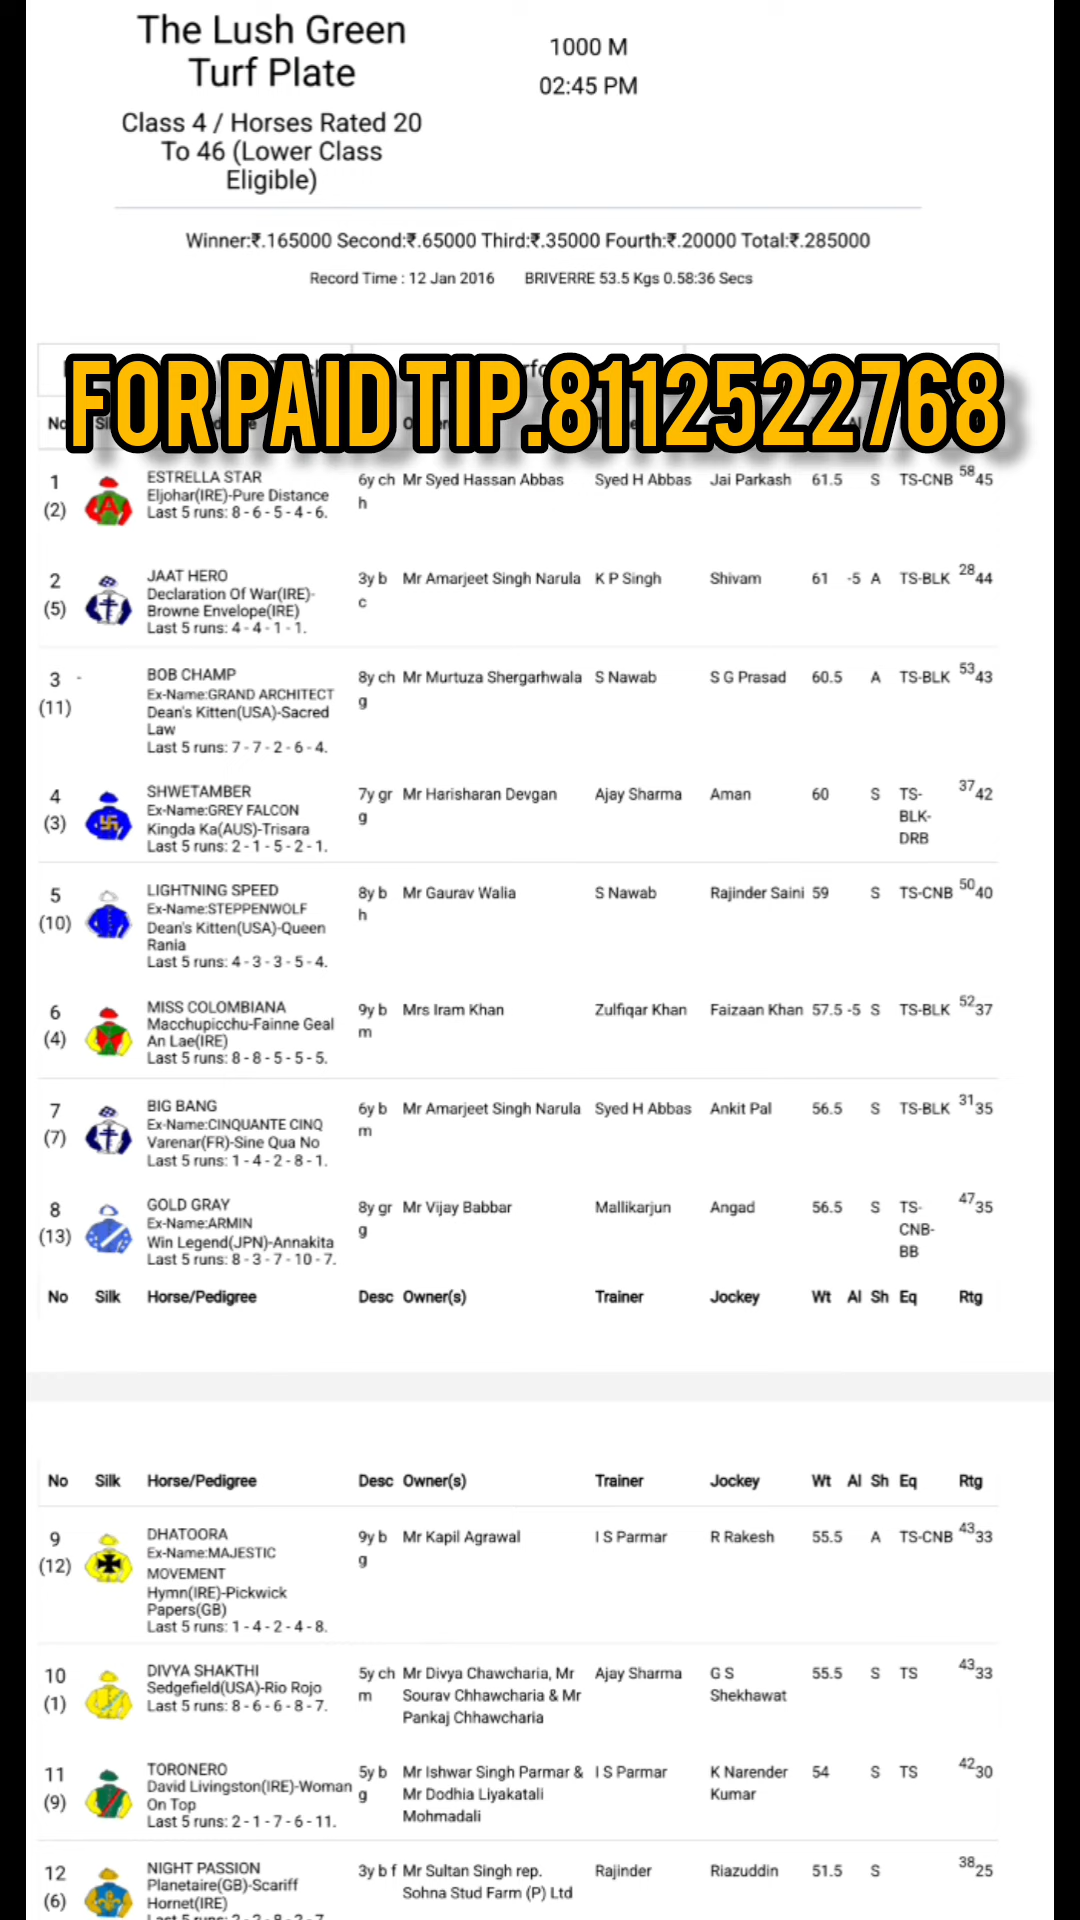 The Lush Green
Turf Plate
1000 M
02:45 PM
Class 4 / Horses Rated 20
To 46 (Lower Class
Eligible)
Winner:₹.165000 Second:₹.65000 Third:₹.35000 Fourth:₹.20000 Total:₹.285000
Record Time : 12 Jan 2016 BRIVERRE 53.5 Kgs 0.58:36 Secs
FOR PAID TIP.8112522768
No
1 ESTRELLA STAR 6y ch Mr Syed Hassan Abbas Syed H Abbas Jai Parkash 61.5 S TS-CNB 58 45
(2) Eljohar(IRE)-Pure Distance h
Last 5 runs: 8 - 6 - 5 - 4 - 6.
2 JAAT HERO 3y b Mr Amarjeet Singh Narula K P Singh Shivam 61 -5 A TS-BLK 28 44
(5) Declaration Of War(IRE)- c
Browne Envelope(IRE)
Last 5 runs: 4 - 4 - 1 - 1.
3 - BOB CHAMP 8y ch Mr Murtuza Shergarhwala S Nawab S G Prasad 60.5 A TS-BLK 53 43
(11) Ex-Name:GRAND ARCHITECT g
Dean's Kitten(USA)-Sacred
Law
Last 5 runs: 7 - 7 - 2 - 6 - 4.
4 SHWETAMBER 7y gr Mr Harisharan Devgan Ajay Sharma Aman 60 S TS- 37 42
(3) Ex-Name:GREY FALCON g BLK-
Kingda Ka(AUS)-Trisara DRB
Last 5 runs: 2 - 1 - 5 - 2 - 1.
5 LIGHTNING SPEED 8y b Mr Gaurav Walia S Nawab Rajinder Saini 59 S TS-CNB 50 40
(10) Ex-Name:STEPPENWOLF h
Dean's Kitten(USA)-Queen
Rania
Last 5 runs: 4 - 3 - 3 - 5 - 4.
6 MISS COLOMBIANA 9y b Mrs Iram Khan Zulfiqar Khan Faizaan Khan 57.5 -5 S TS-BLK 52 37
(4) Macchupicchu-Fainne Geal m
An Lae(IRE)
Last 5 runs: 8 - 8 - 5 - 5 - 5.
7 BIG BANG 6y b Mr Amarjeet Singh Narula Syed H Abbas Ankit Pal 56.5 S TS-BLK 31 35
(7) Ex-Name:CINQUANTE CINQ m
Varenar(FR)-Sine Qua No
Last 5 runs: 1 - 4 - 2 - 8 - 1.
8 GOLD GRAY 8y gr Mr Vijay Babbar Mallikarjun Angad 56.5 S TS- 47 35
(13) Ex-Name:ARMIN g CNB-
Win Legend(JPN)-Annakita BB
Last 5 runs: 8 - 3 - 7 - 10 - 7.
No Silk Horse/Pedigree Desc Owner(s) Trainer Jockey Wt Al Sh Eq Rtg
No Silk Horse/Pedigree Desc Owner(s) Trainer Jockey Wt Al Sh Eq Rtg
9 DHATOORA 9y b Mr Kapil Agrawal I S Parmar R Rakesh 55.5 A TS-CNB 43 33
(12) Ex-Name:MAJESTIC g
MOVEMENT
Hymn(IRE)-Pickwick
Papers(GB)
Last 5 runs: 1 - 4 - 2 - 4 - 8.
10 DIVYA SHAKTHI 5y ch Mr Divya Chawcharia, Mr Ajay Sharma G S 55.5 S TS 43 33
(1) Sedgefield(USA)-Rio Rojo m Sourav Chhawcharia & Mr Shekhawat
Last 5 runs: 8 - 6 - 6 - 8 - 7. Pankaj Chhawcharia
11 TORONERO 5y b Mr Ishwar Singh Parmar & I S Parmar K Narender 54 S TS 42 30
(9) David Livingston(IRE)-Woman g Mr Dodhia Liyakatali Kumar
On Top Mohmadali
Last 5 runs: 2 - 1 - 7 - 6 - 11.
12 NIGHT PASSION 3y b f Mr Sultan Singh rep. Rajinder Riazuddin 51.5 S 38 25
(6) Planetaire(GB)-Scariff Sohna Stud Farm (P) Ltd
Hornet(IRE)